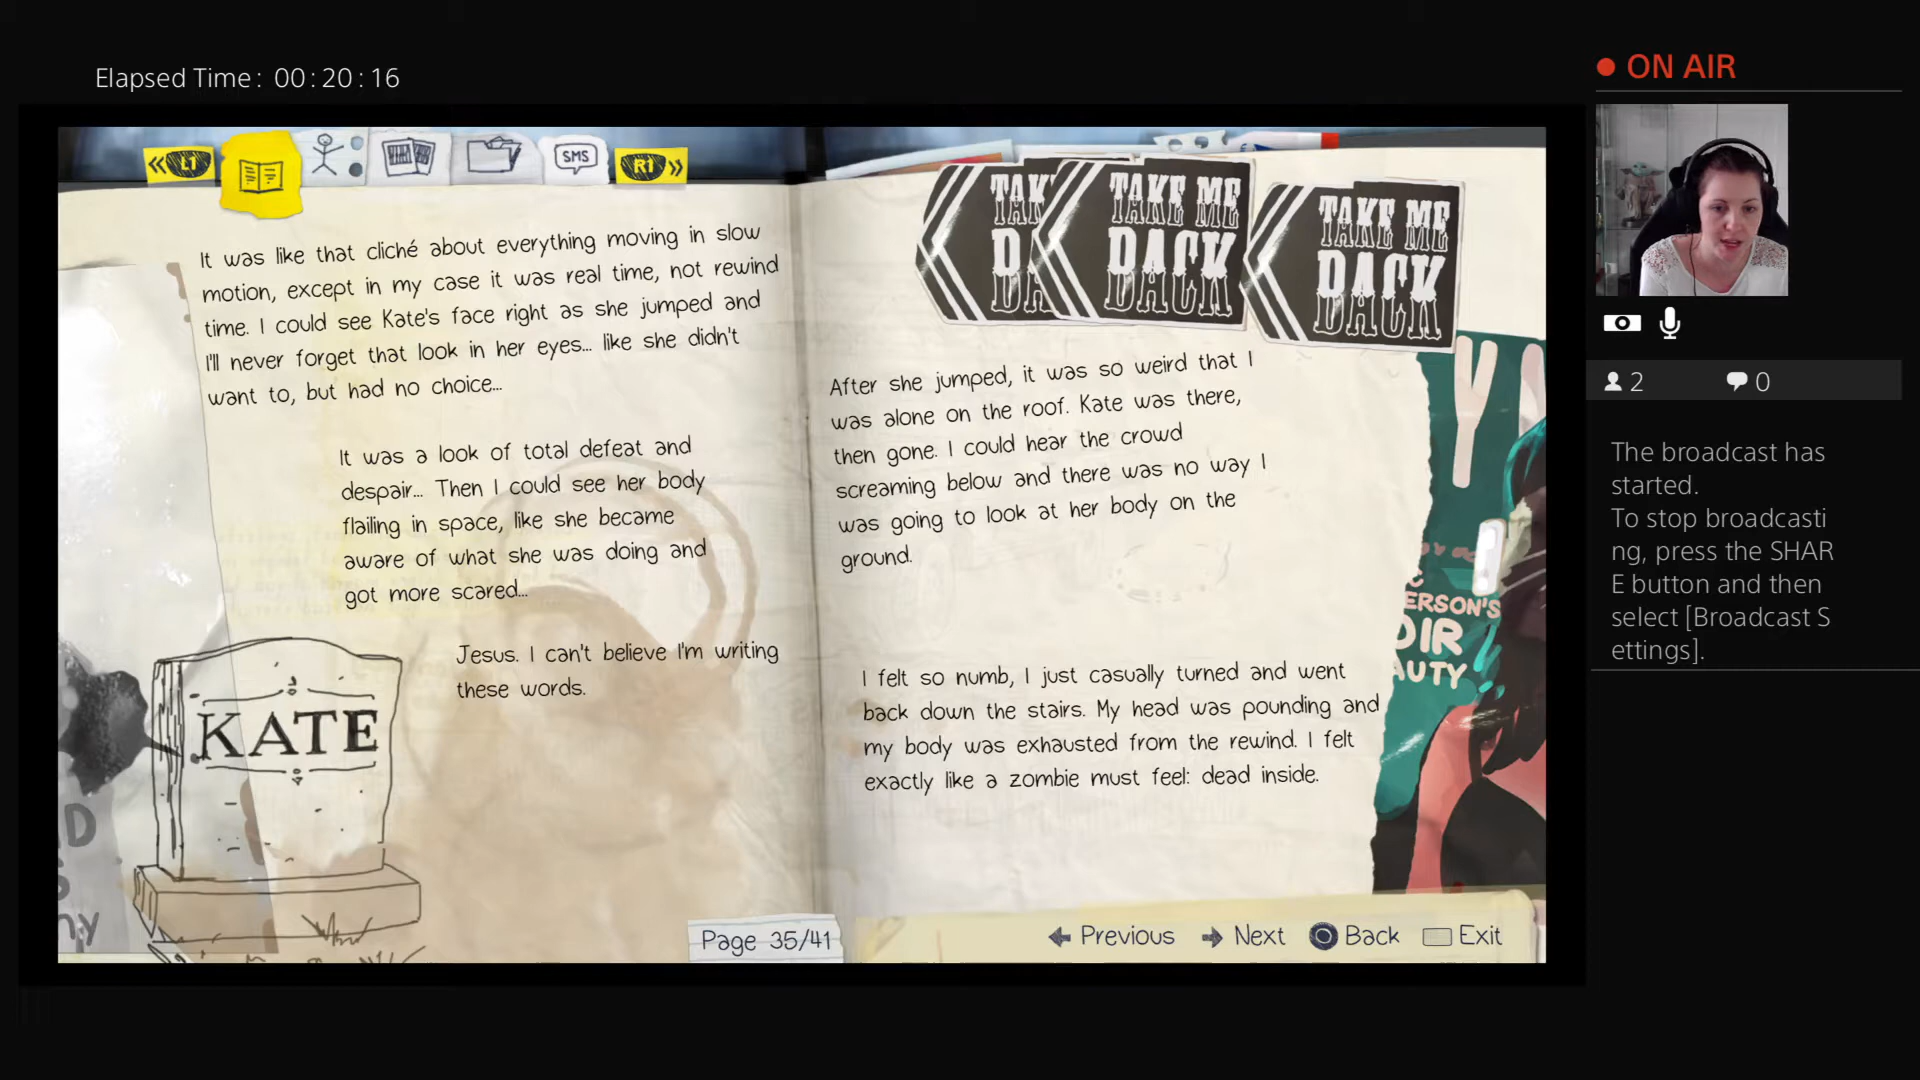 Elapsed Time: 00:20:16
ON AIR
L1
SMS
R1
It was like that cliché about everything moving in slow
motion, except in my case it was real time, not rewind
time. I could see Kate's face right as she jumped and
I'll never forget that look in her eyes... like she didn't
want to, but had no choice...
It was a look of total defeat and
despair... Then I could see her body
flailing in space, like she became
aware of what she was doing and
got more scared...
Jesus. I can't believe I'm writing
these words.
KATE
TAK
TAKE ME
DACK
TAKE ME
DACK
After she jumped, it was so weird that I
was alone on the roof. Kate was there,
then gone. I could hear the crowd
screaming below and there was no way I
was going to look at her body on the
ground.
I felt so numb, I just casually turned and went
back down the stairs. My head was pounding and
my body was exhausted from the rewind. I felt
exactly like a zombie must feel: dead inside.
ERSON'S
OIR
AUTY
Page 35/41
Previous
Next
Back
Exit
2
0
The broadcast has
started.
To stop broadcasti
ng, press the SHAR
E button and then
select [Broadcast S
ettings].